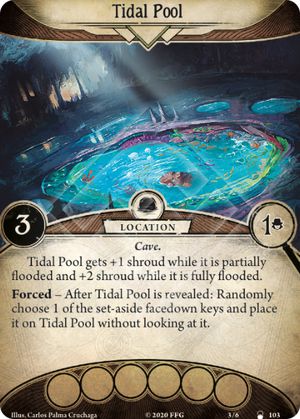 Tidal Pool
3
1
LOCATION
Cave.
Tidal Pool gets +1 shroud while it is partially
flooded and +2 shroud while it is fully flooded.
Forced – After Tidal Pool is revealed: Randomly
choose 1 of the set-aside facedown keys and place
it on Tidal Pool without looking at it.
Illus. Carlos Palma Cruchaga © 2020 FFG 3/6 103